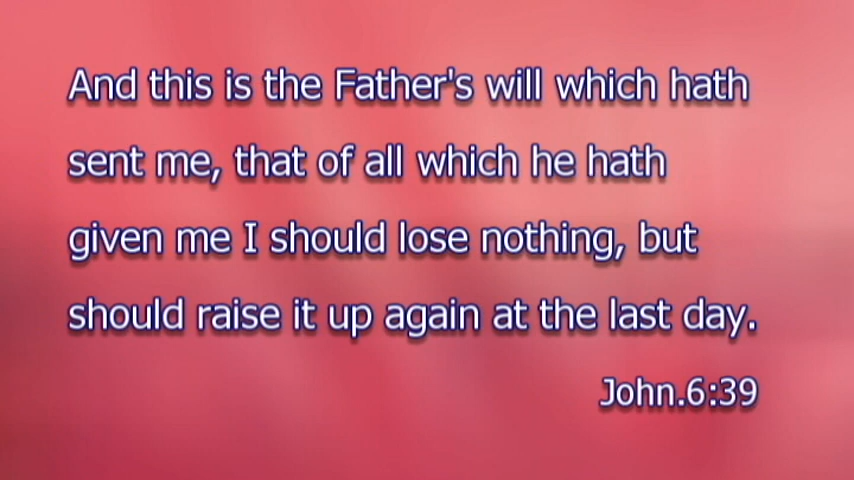 And this is the Father's will which hath
sent me, that of all which he hath
given me I should lose nothing, but
should raise it up again at the last day.
John.6:39